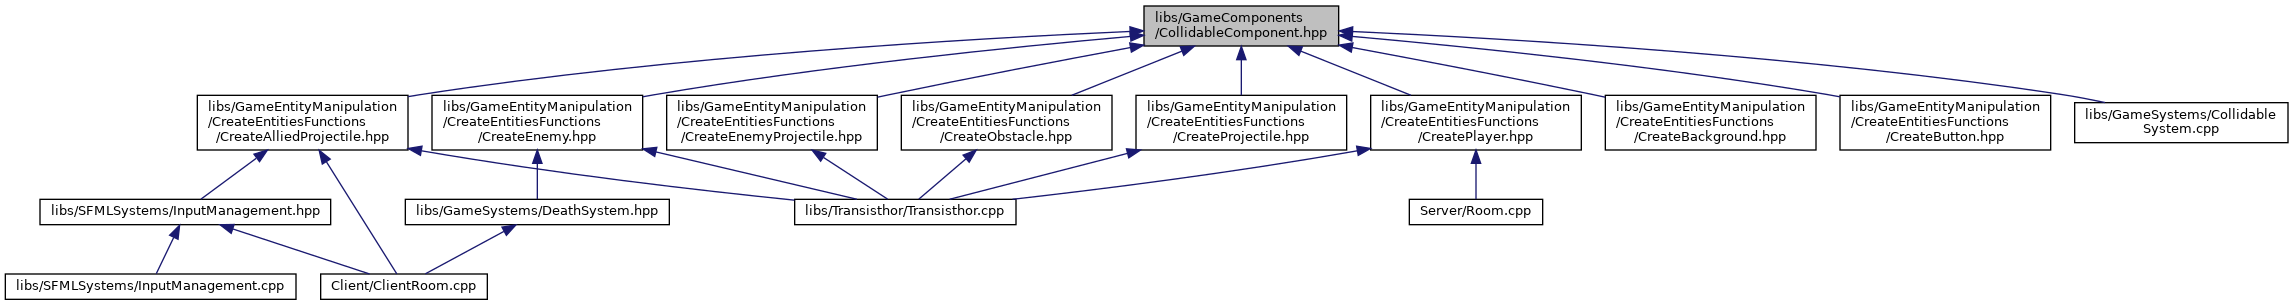 libs/GameComponents
/CollidableComponent.hpp
libs/GameEntityManipulation
/CreateEntitiesFunctions
/CreateAlliedProjectile.hpp
libs/GameEntityManipulation
/CreateEntitiesFunctions
/CreateEnemy.hpp
libs/GameEntityManipulation
/CreateEntitiesFunctions
/CreateEnemyProjectile.hpp
libs/GameEntityManipulation
/CreateEntitiesFunctions
/CreateObstacle.hpp
libs/GameEntityManipulation
/CreateEntitiesFunctions
/CreateProjectile.hpp
libs/GameEntityManipulation
/CreateEntitiesFunctions
/CreatePlayer.hpp
libs/GameEntityManipulation
/CreateEntitiesFunctions
/CreateBackground.hpp
libs/GameEntityManipulation
/CreateEntitiesFunctions
/CreateButton.hpp
libs/GameSystems/Collidable
System.cpp
libs/SFMLSystems/InputManagement.hpp
libs/GameSystems/DeathSystem.hpp
libs/Transisthor/Transisthor.cpp
Server/Room.cpp
libs/SFMLSystems/InputManagement.cpp
Client/ClientRoom.cpp